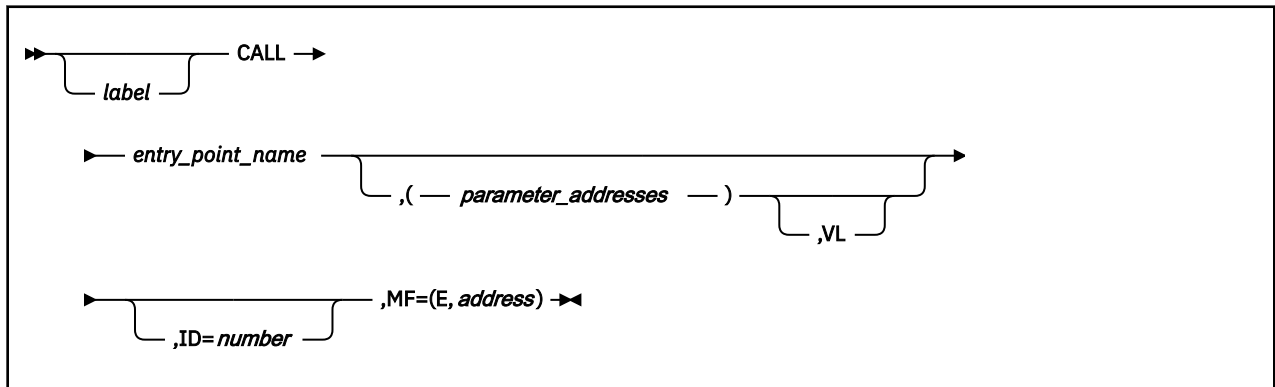 CALL
label
entry_point_name
,( parameter_addresses )
,VL
,MF=(E, address)
,ID= number